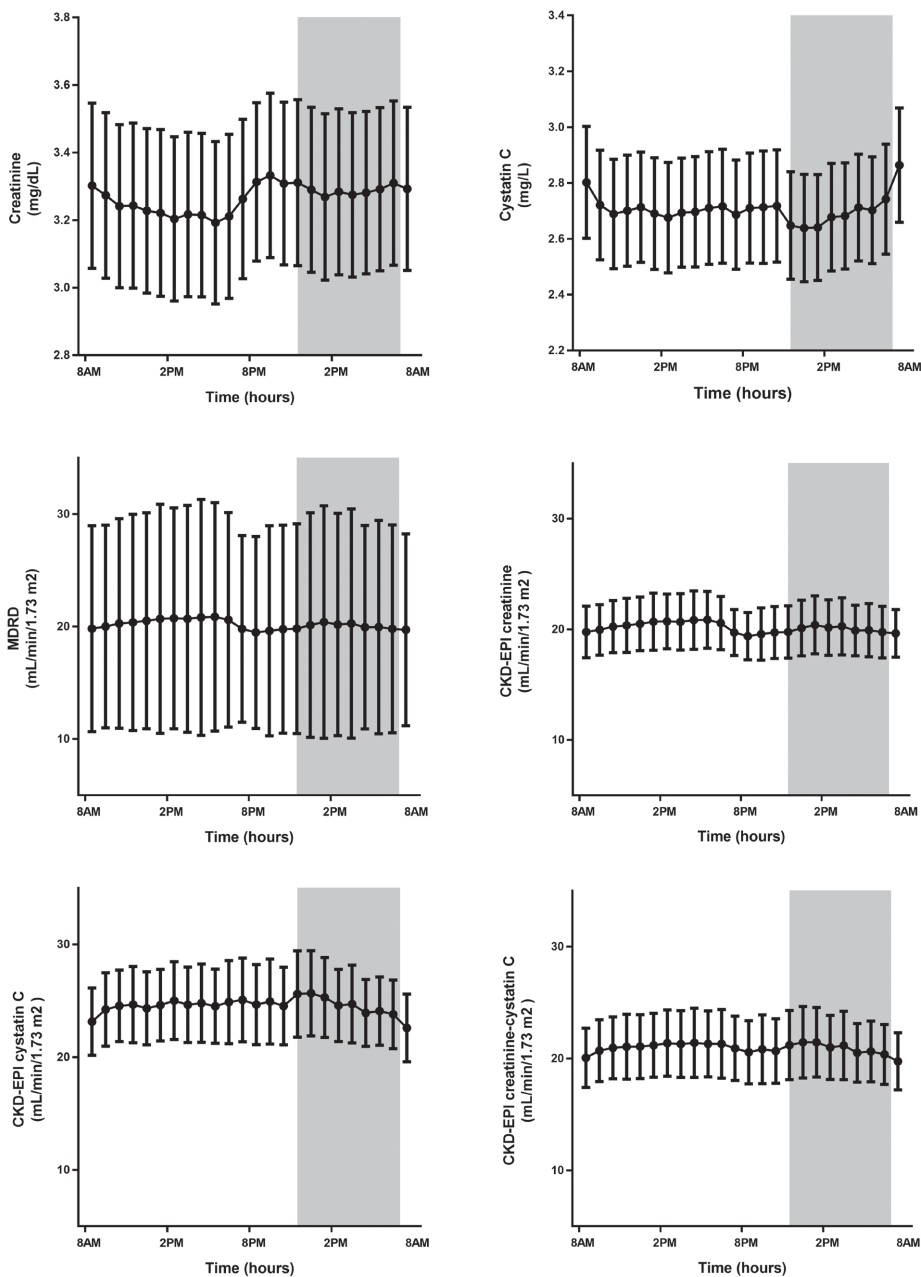 3.8
3.6
3.4
3.2
3.0
2.8
Creatinine
(mg/dL)
8AM 2PM 8PM 2PM 8AM
Time (hours)
3.4
3.2
3.0
2.8
2.6
2.4
2.2
Cystatin C
(mg/L)
8AM 2PM 8PM 2PM 8AM
Time (hours)
30
20
10
MDRD
(mL/min/1.73 m2)
8AM 2PM 8PM 2PM 8AM
Time (hours)
30
20
10
CKD-EPI creatinine
(mL/min/1.73 m2 )
8AM 2PM 8PM 2PM 8AM
Time (hours)
30
20
10
CKD-EPI cystatin C
(mL/min/1.73 m2 )
8AM 2PM 8PM 2PM 8AM
Time (hours)
30
20
10
CKD-EPI creatinine-cystatin C
(mL/min/1.73 m2 )
8AM 2PM 8PM 2PM 8AM
Time (hours)